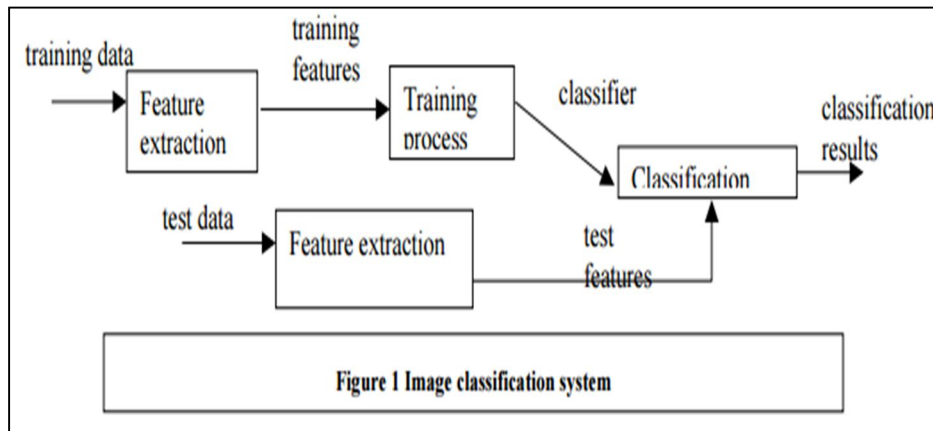 training data
Feature
extraction
training
features
Training
process
classifier
Classification
classification
results
test data
Feature extraction
test
features
Figure 1 Image classification system